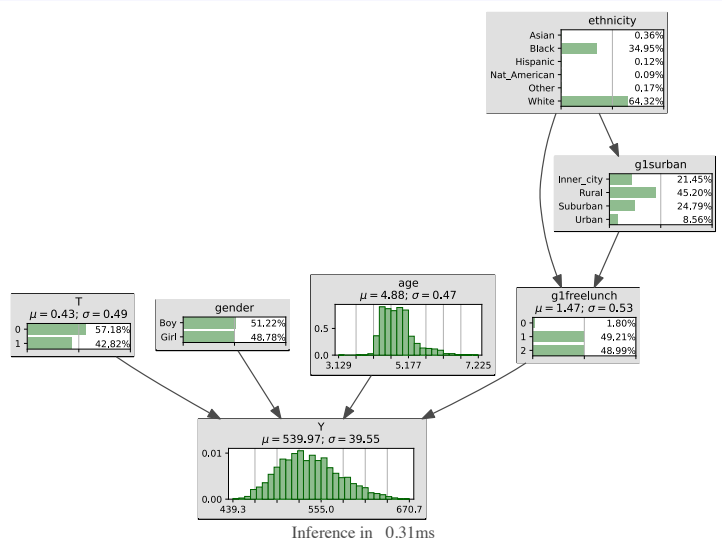 ethnicity
Asian 0.36%
Black 34.95%
Hispanic 0.12%
Nat_American 0.09%
Other 0.17%
White 64.32%
g1surban
Inner_city 21.45%
Rural 45.20%
Suburban 24.79%
Urban 8.56%
T
μ = 0.43; σ = 0.49
0 57.18%
1 42.82%
gender
Boy 51.22%
Girl 48.78%
age
μ = 4.88; σ = 0.47
0.5
0.0
3.129 5.177 7.225
g1freelunch
μ = 1.47; σ = 0.53
0 1.80%
1 49.21%
2 48.99%
Y
μ = 539.97; σ = 39.55
0.01
0.00
439.3 555.0 670.7
Inference in 0.31ms